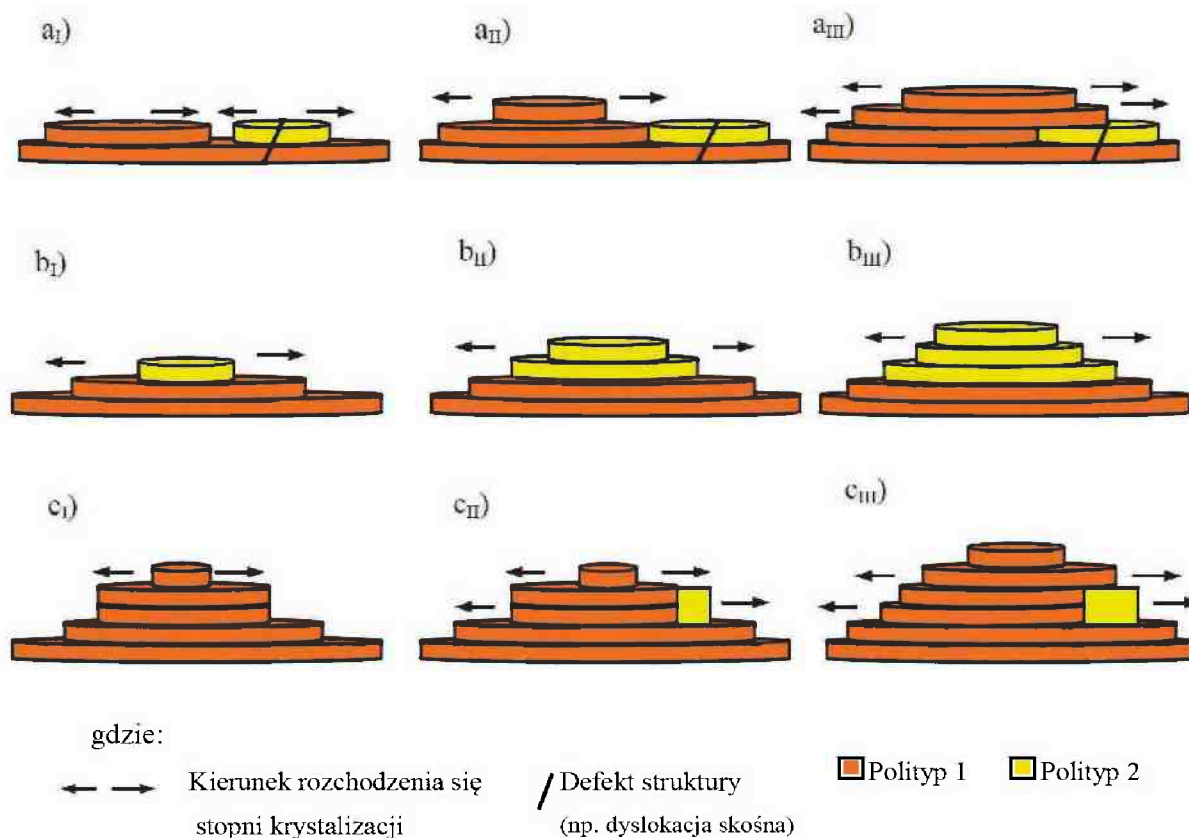 aI) aII) aIII)
bI) bII) bIII)
cI) cII) cIII)
gdzie:
Kierunek rozchodzenia się
stopni krystalizacji
Defekt struktury
(np. dyslokacja skośna)
Polityp 1 Polityp 2